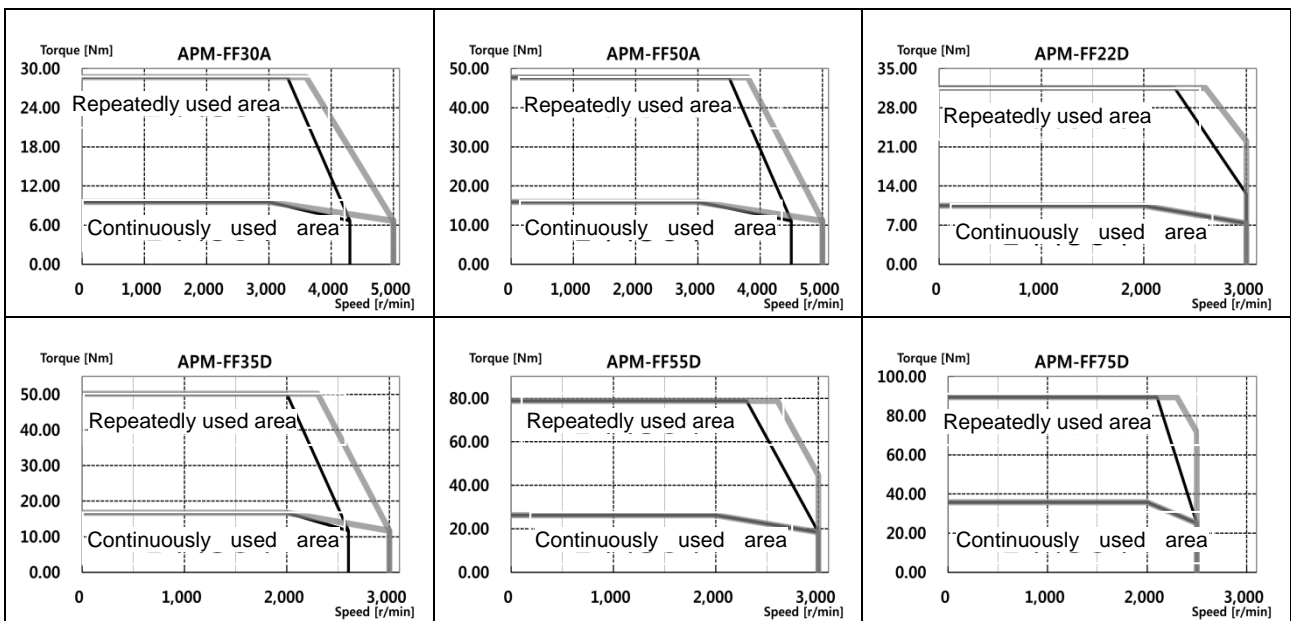 Torque [Nm] APM-FF30A
30.00
24.00
18.00
12.00
6.00
0.00
Repeatedly used area
Continuously used area
0 1,000 2,000 3,000 4,000 5,000
Speed [r/min]
Torque [Nm] APM-FF50A
50.00
40.00
30.00
20.00
10.00
0.00
Repeatedly used area
Continuously used area
0 1,000 2,000 3,000 4,000 5,000
Speed [r/min]
Torque [Nm] APM-FF22D
35.00
28.00
21.00
14.00
7.00
0.00
Repeatedly used area
Continuously used area
0 1,000 2,000 3,000
Speed [r/min]
Torque [Nm] APM-FF35D
50.00
40.00
30.00
20.00
10.00
0.00
Repeatedly used area
Continuously used area
0 1,000 2,000 3,000
Speed [r/min]
Torque [Nm] APM-FF55D
80.00
60.00
40.00
20.00
0.00
Repeatedly used area
Continuously used area
0 1,000 2,000 3,000
Speed [r/min]
Torque [Nm] APM-FF75D
100.00
80.00
60.00
40.00
20.00
0.00
Repeatedly used area
Continuously used area
0 1,000 2,000 3,000
Speed [r/min]